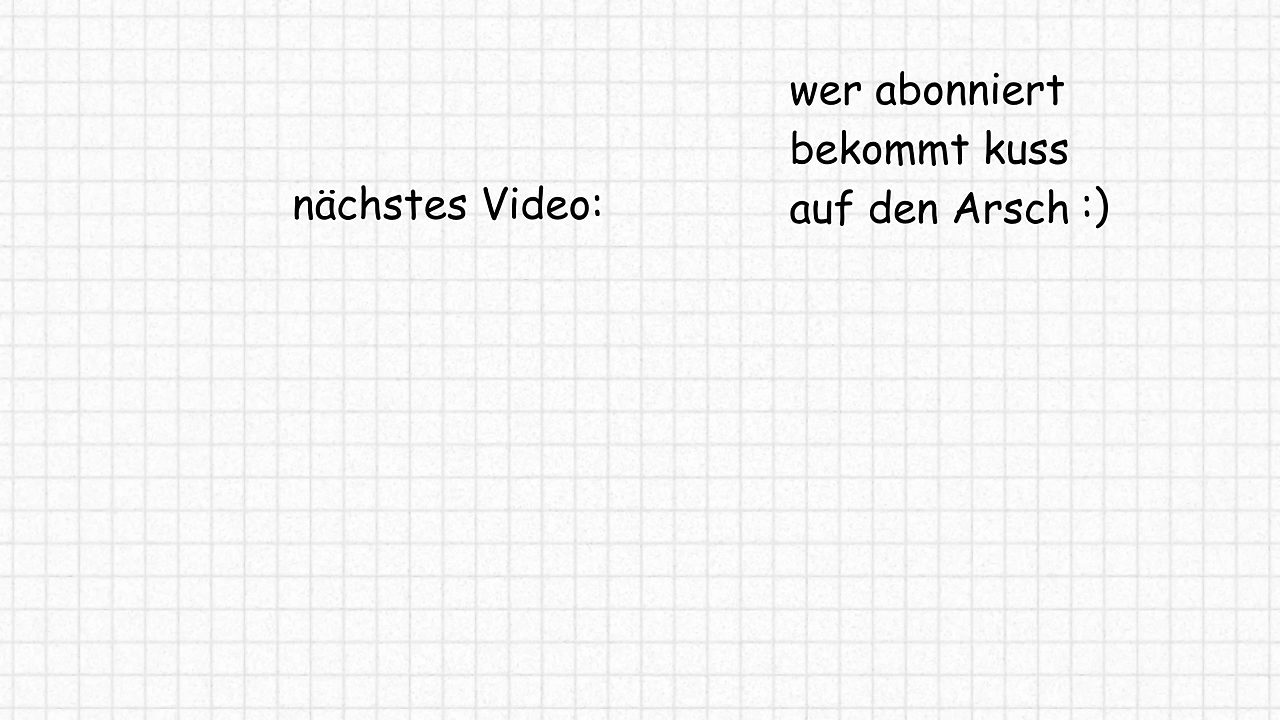 nächstes Video:
wer abonniert
bekommt kuss
auf den Arsch :)